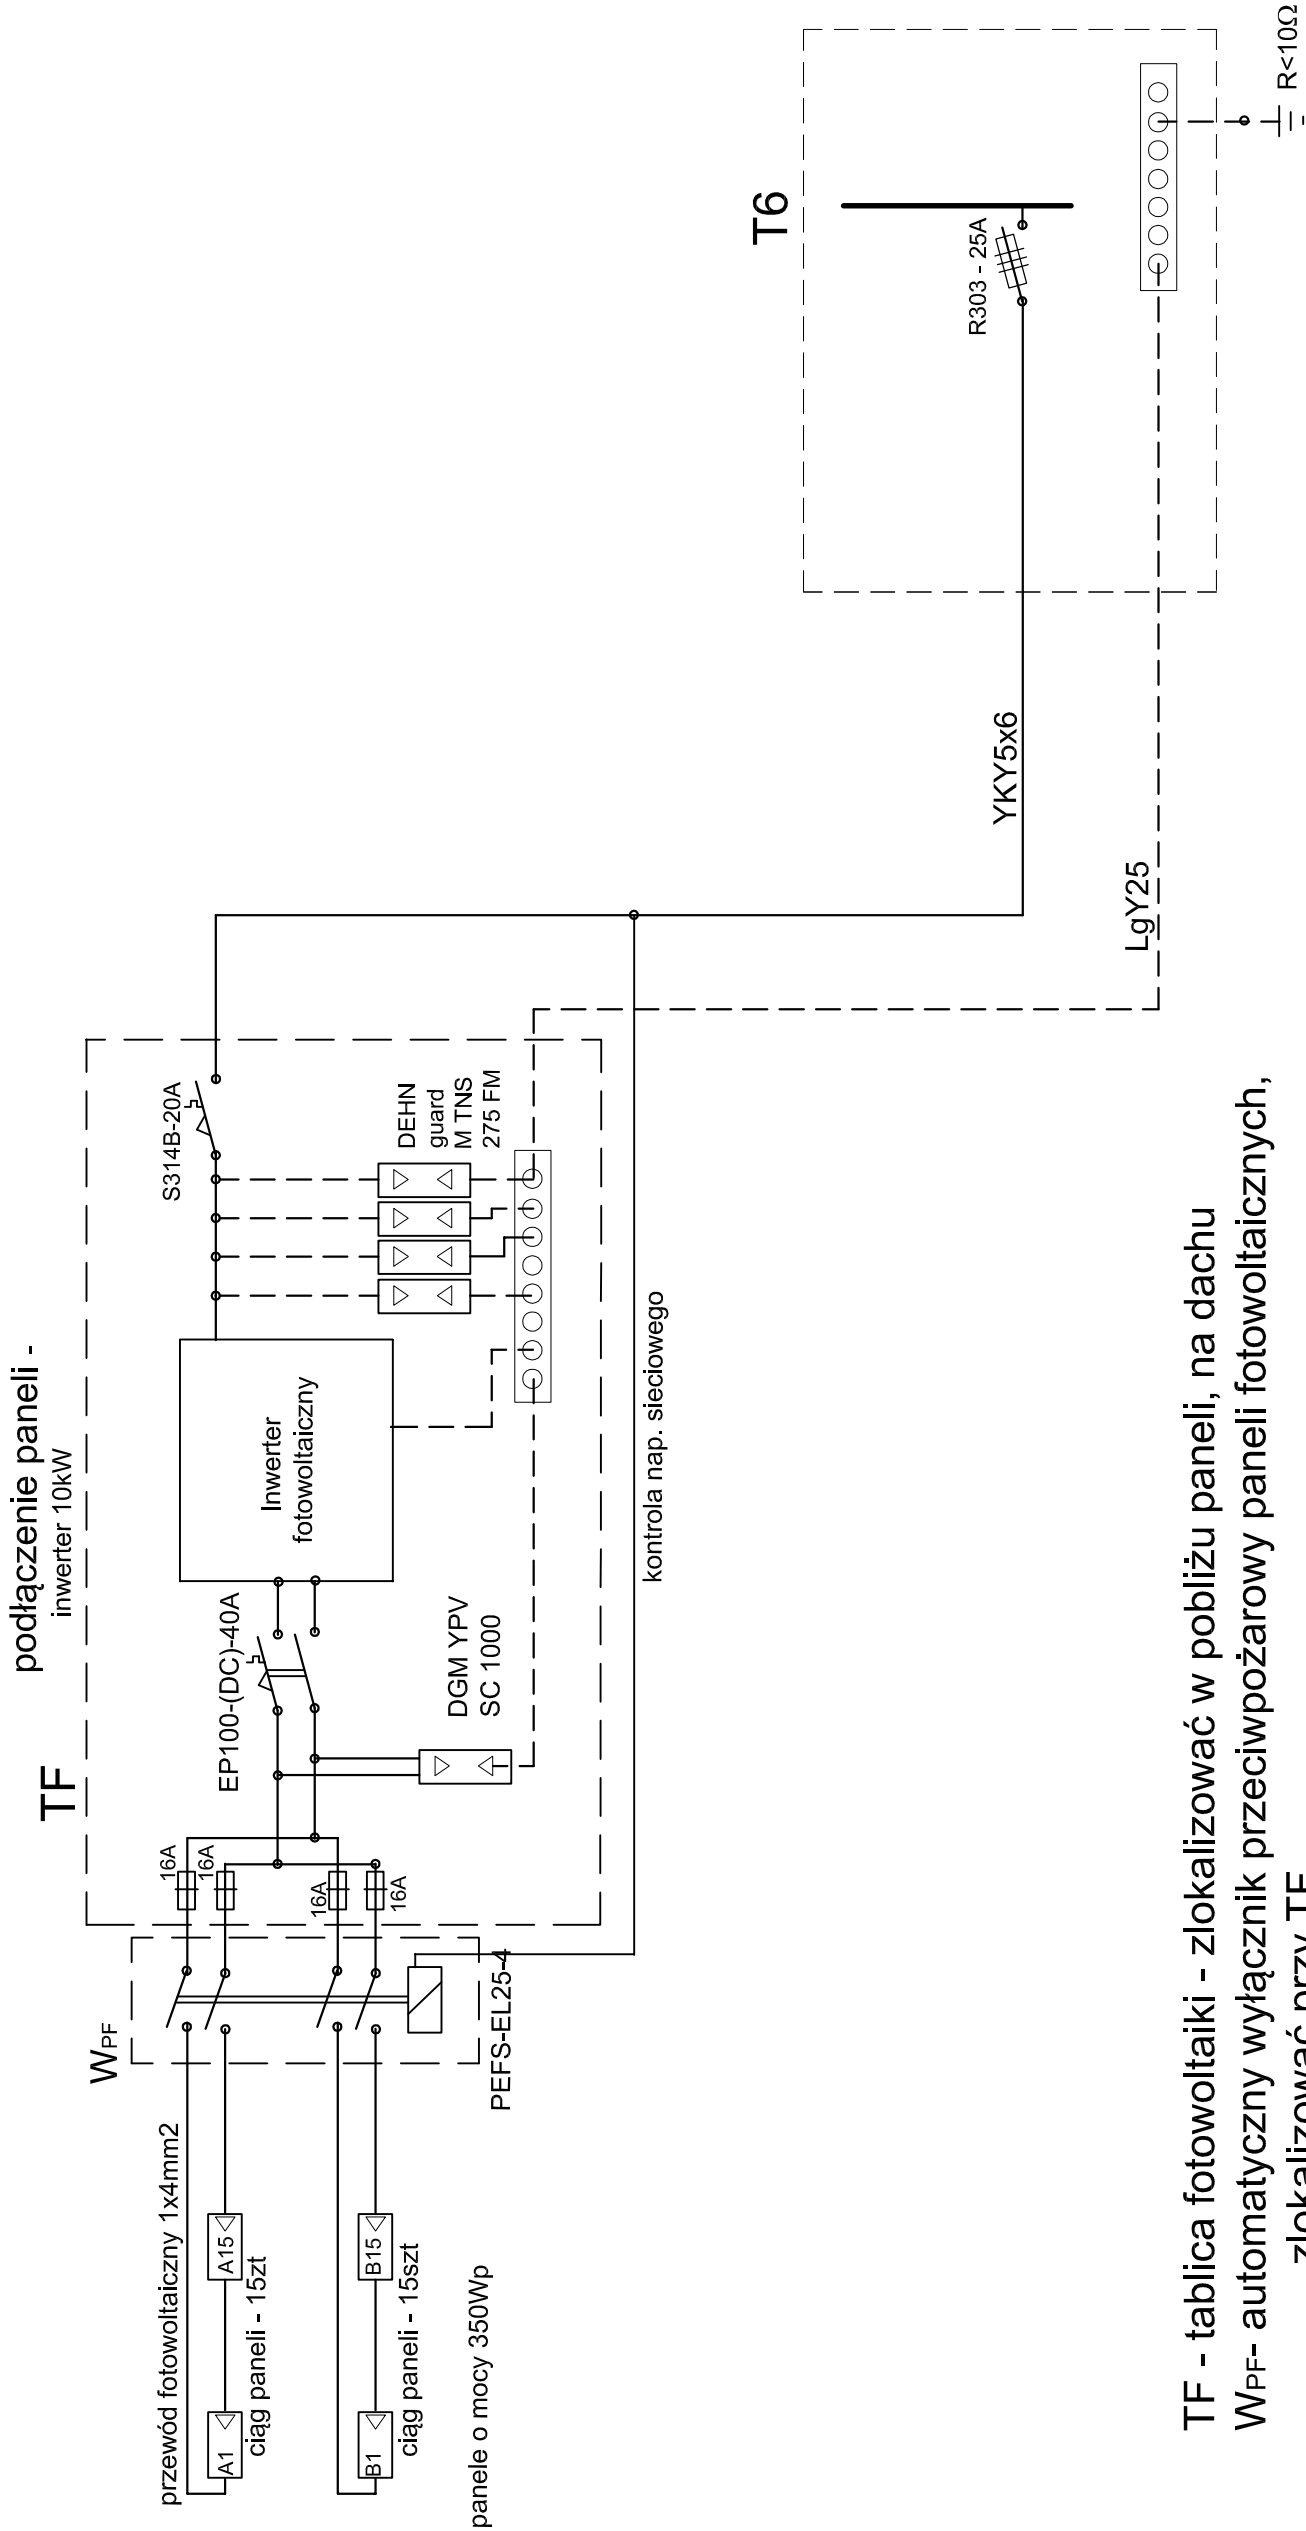 podłączenie paneli -
inwerter 10kW
TF
T6
WPF
przewód fotowoltaiczny 1x4mm2
A1
A15
ciąg paneli - 15zt
B1
B15
ciąg paneli - 15szt
panele o mocy 350Wp
PEFS-EL25-4
16A
16A
16A
16A
EP100-(DC)-40A
DGM YPV
SC 1000
Inwerter
fotowoltaiczny
S314B-20A
DEHN
guard
M TNS
275 FM
kontrola nap. sieciowego
YKY5x6
LgY25
R303 - 25A
R<10Ω
TF - tablica fotowoltaiki - zlokalizować w pobliżu paneli, na dachu
WPF- automatyczny wyłącznik przeciwpożarowy paneli fotowoltaicznych,
zlokalizować przy TF